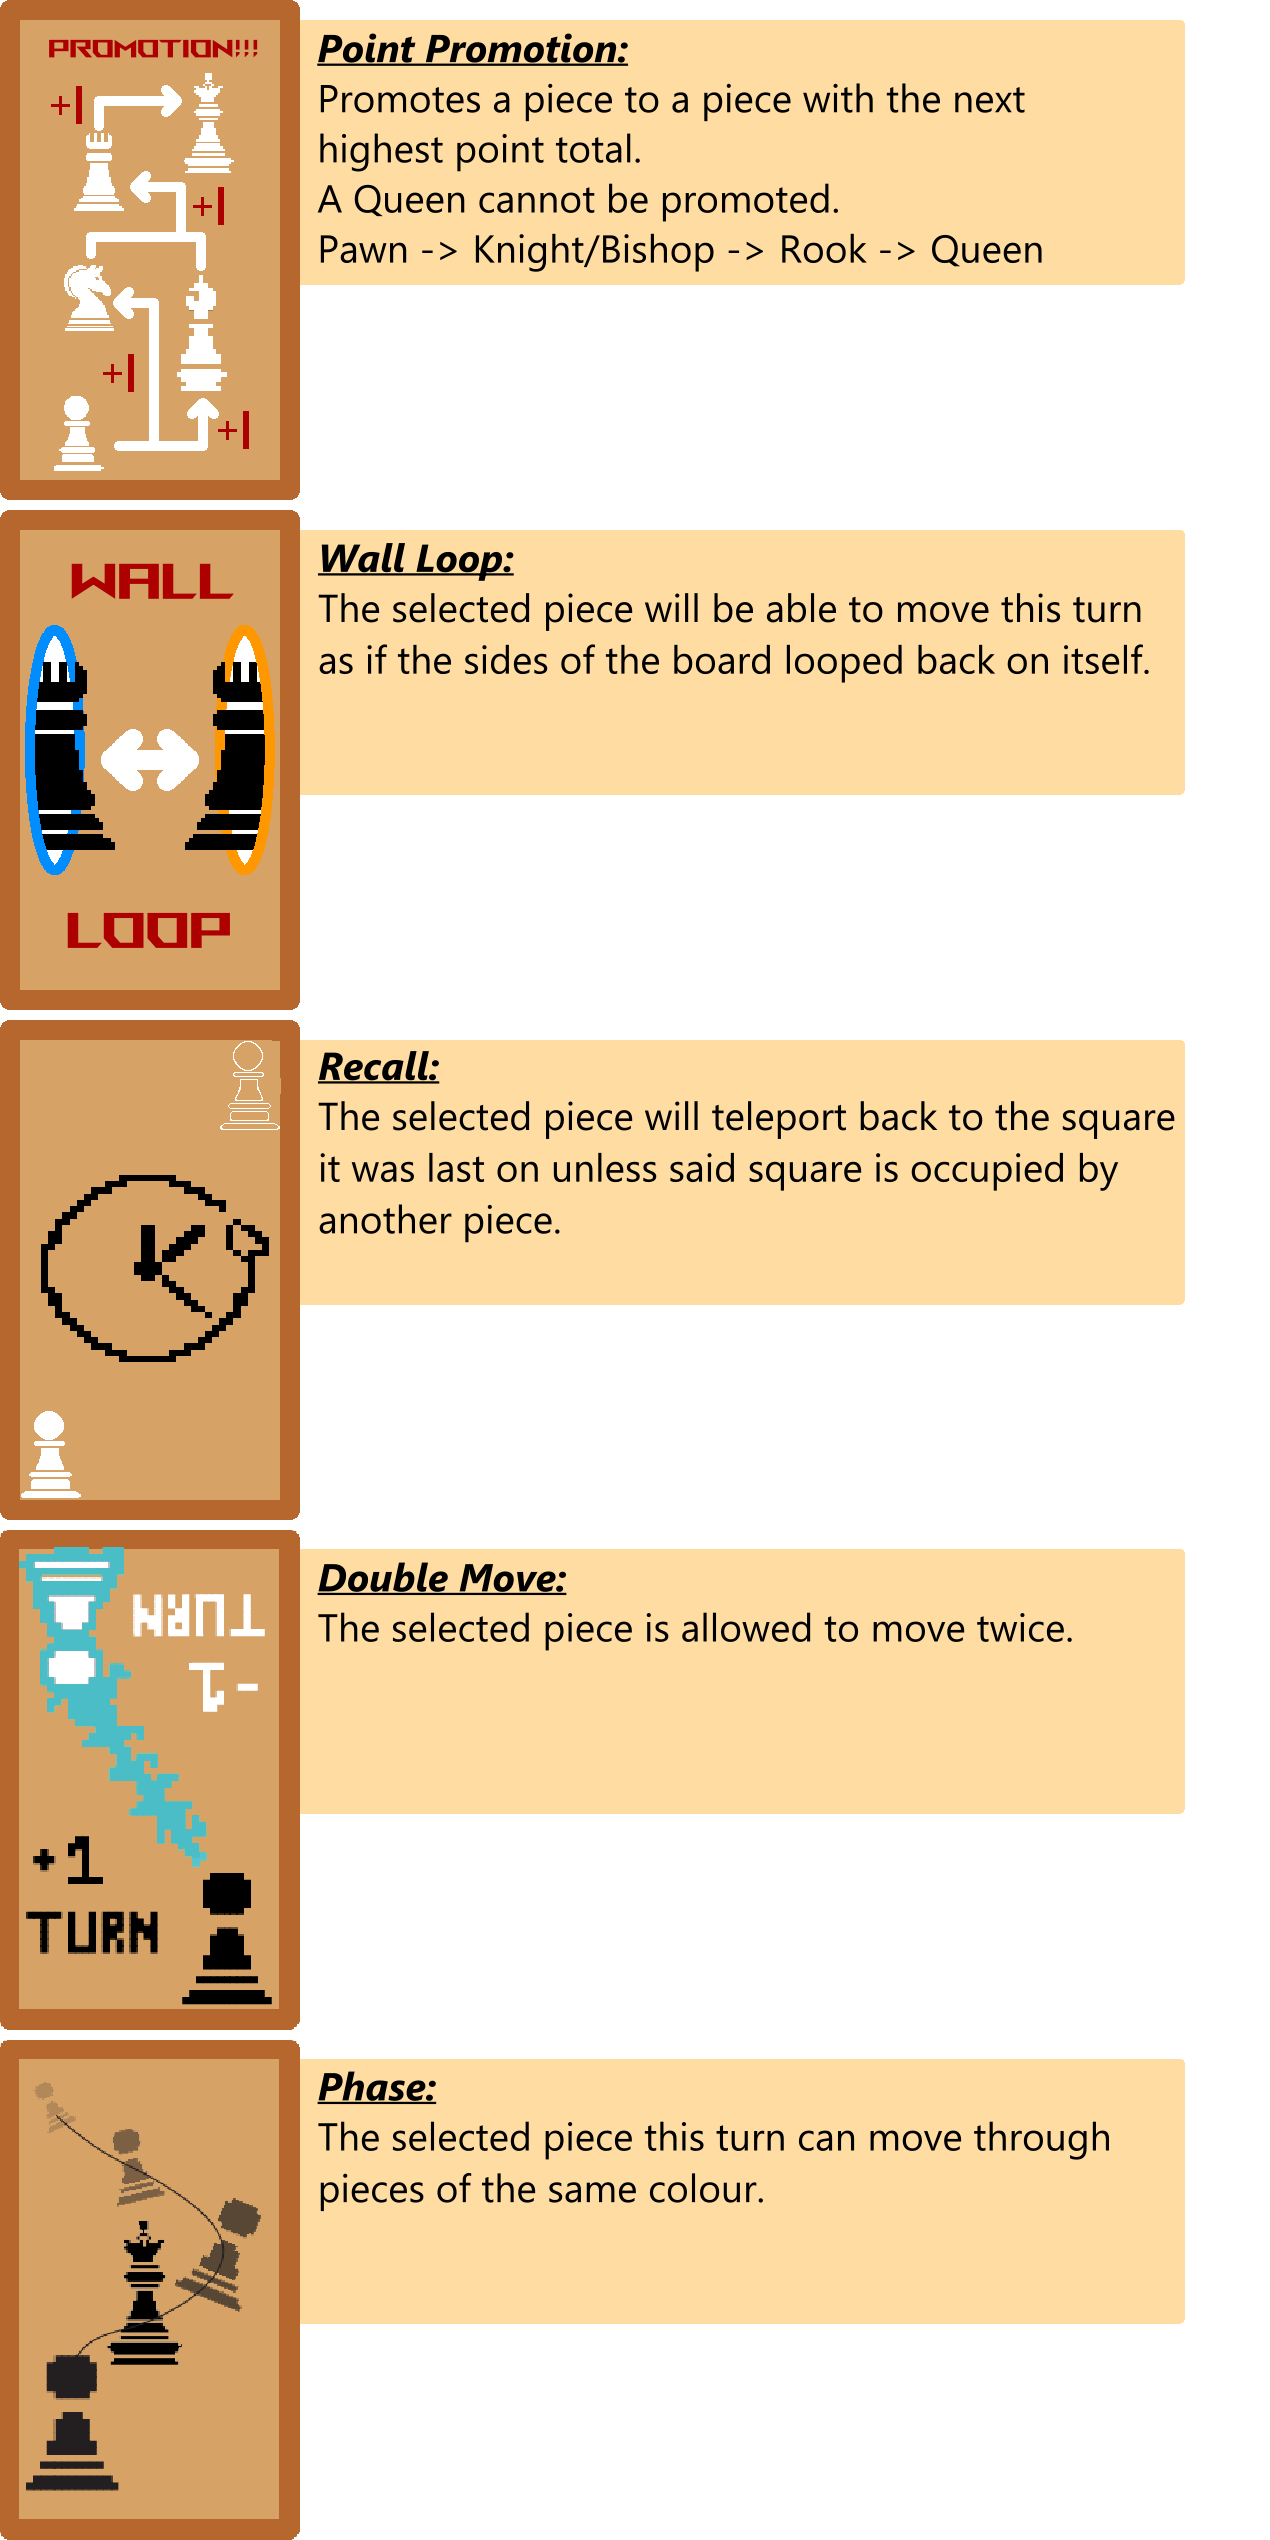 PROMOTION!!!
+1
+1
+1
+1
Point Promotion:
Promotes a piece to a piece with the next
highest point total.
A Queen cannot be promoted.
Pawn -> Knight/Bishop -> Rook -> Queen
WALL
LOOP
Wall Loop:
The selected piece will be able to move this turn
as if the sides of the board looped back on itself.
Recall:
The selected piece will teleport back to the square
it was last on unless said square is occupied by
another piece.
TURN
-1
+1
TURN
Double Move:
The selected piece is allowed to move twice.
Phase:
The selected piece this turn can move through
pieces of the same colour.